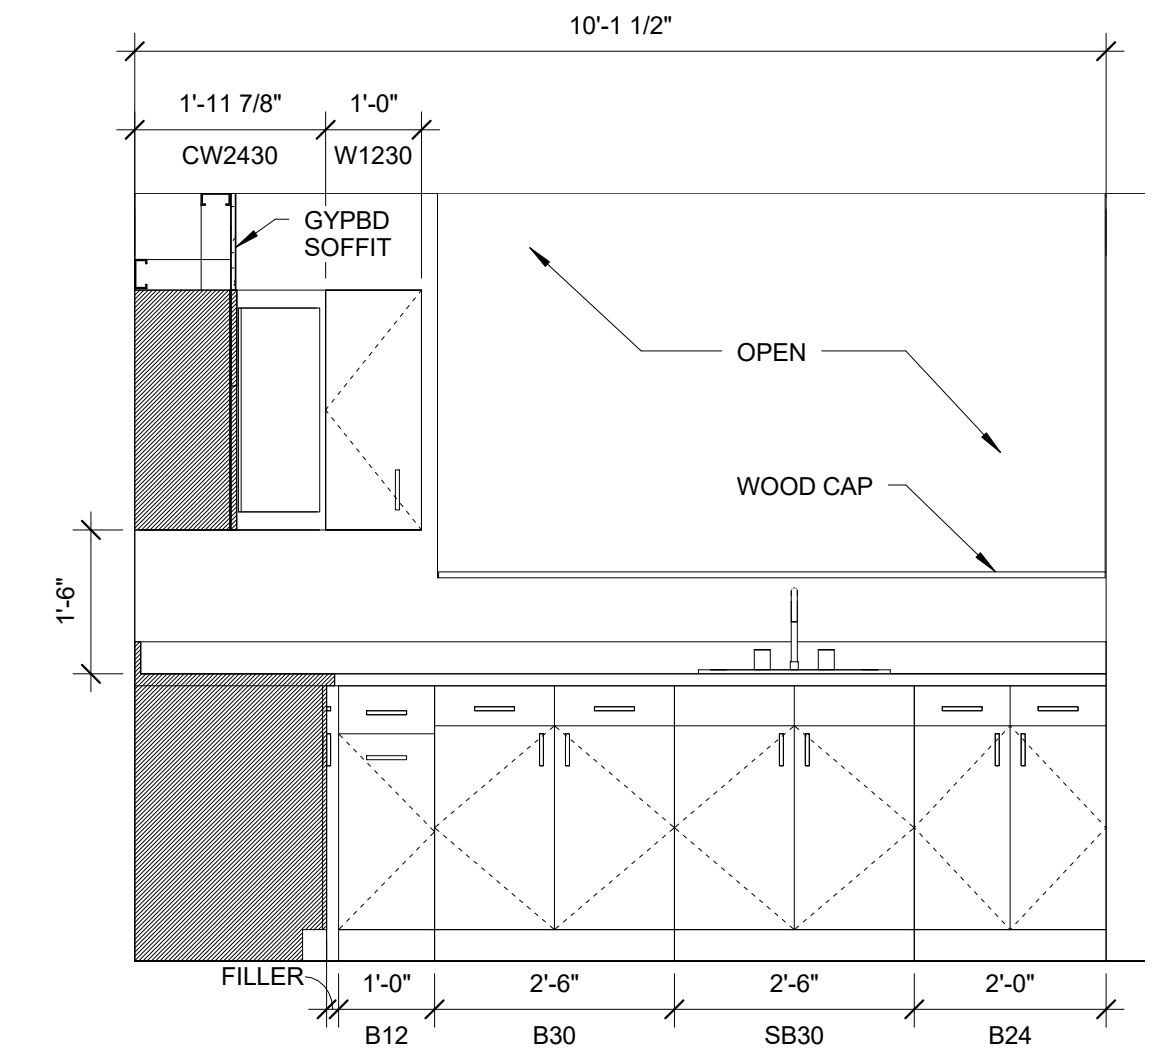 10'-1 1/2"
1'-11 7/8"
1'-0"
CW2430
W1230
GYPBD
SOFFIT
OPEN
WOOD CAP
1'-6"
FILLER
1'-0"
2'-6"
2'-6"
2'-0"
B12
B30
SB30
B24